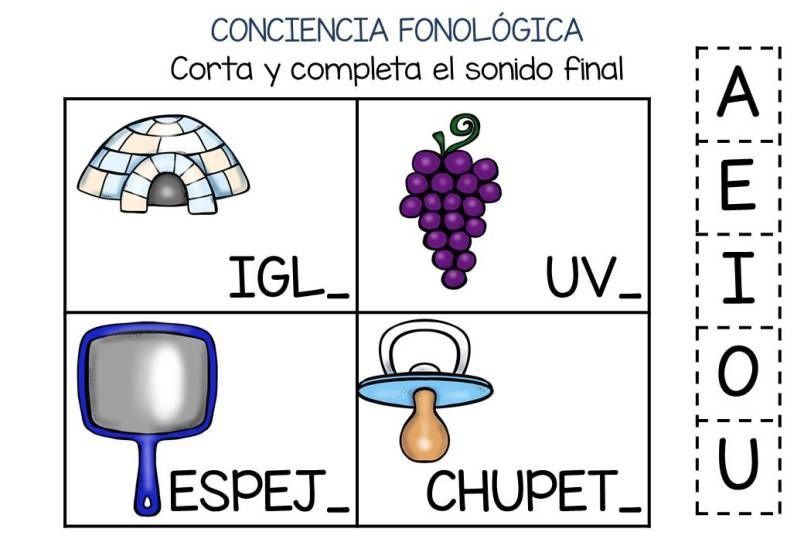 CONCIENCIA FONOLÓGICA
Corta y completa el sonido final
IGL_
UV_
ESPEJ_
CHUPET_
A
E
I
O
U